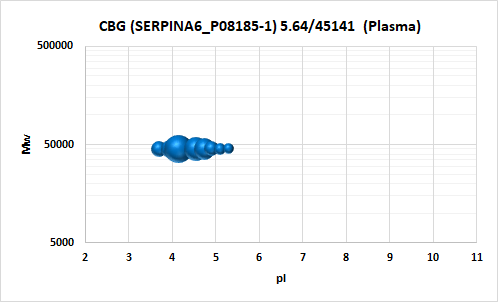 CBG (SERPINA6_P08185-1) 5.64/45141 (Plasma)
500000
50000
5000
Mw
2 3 4 5 6 7 8 9 10 11
pI